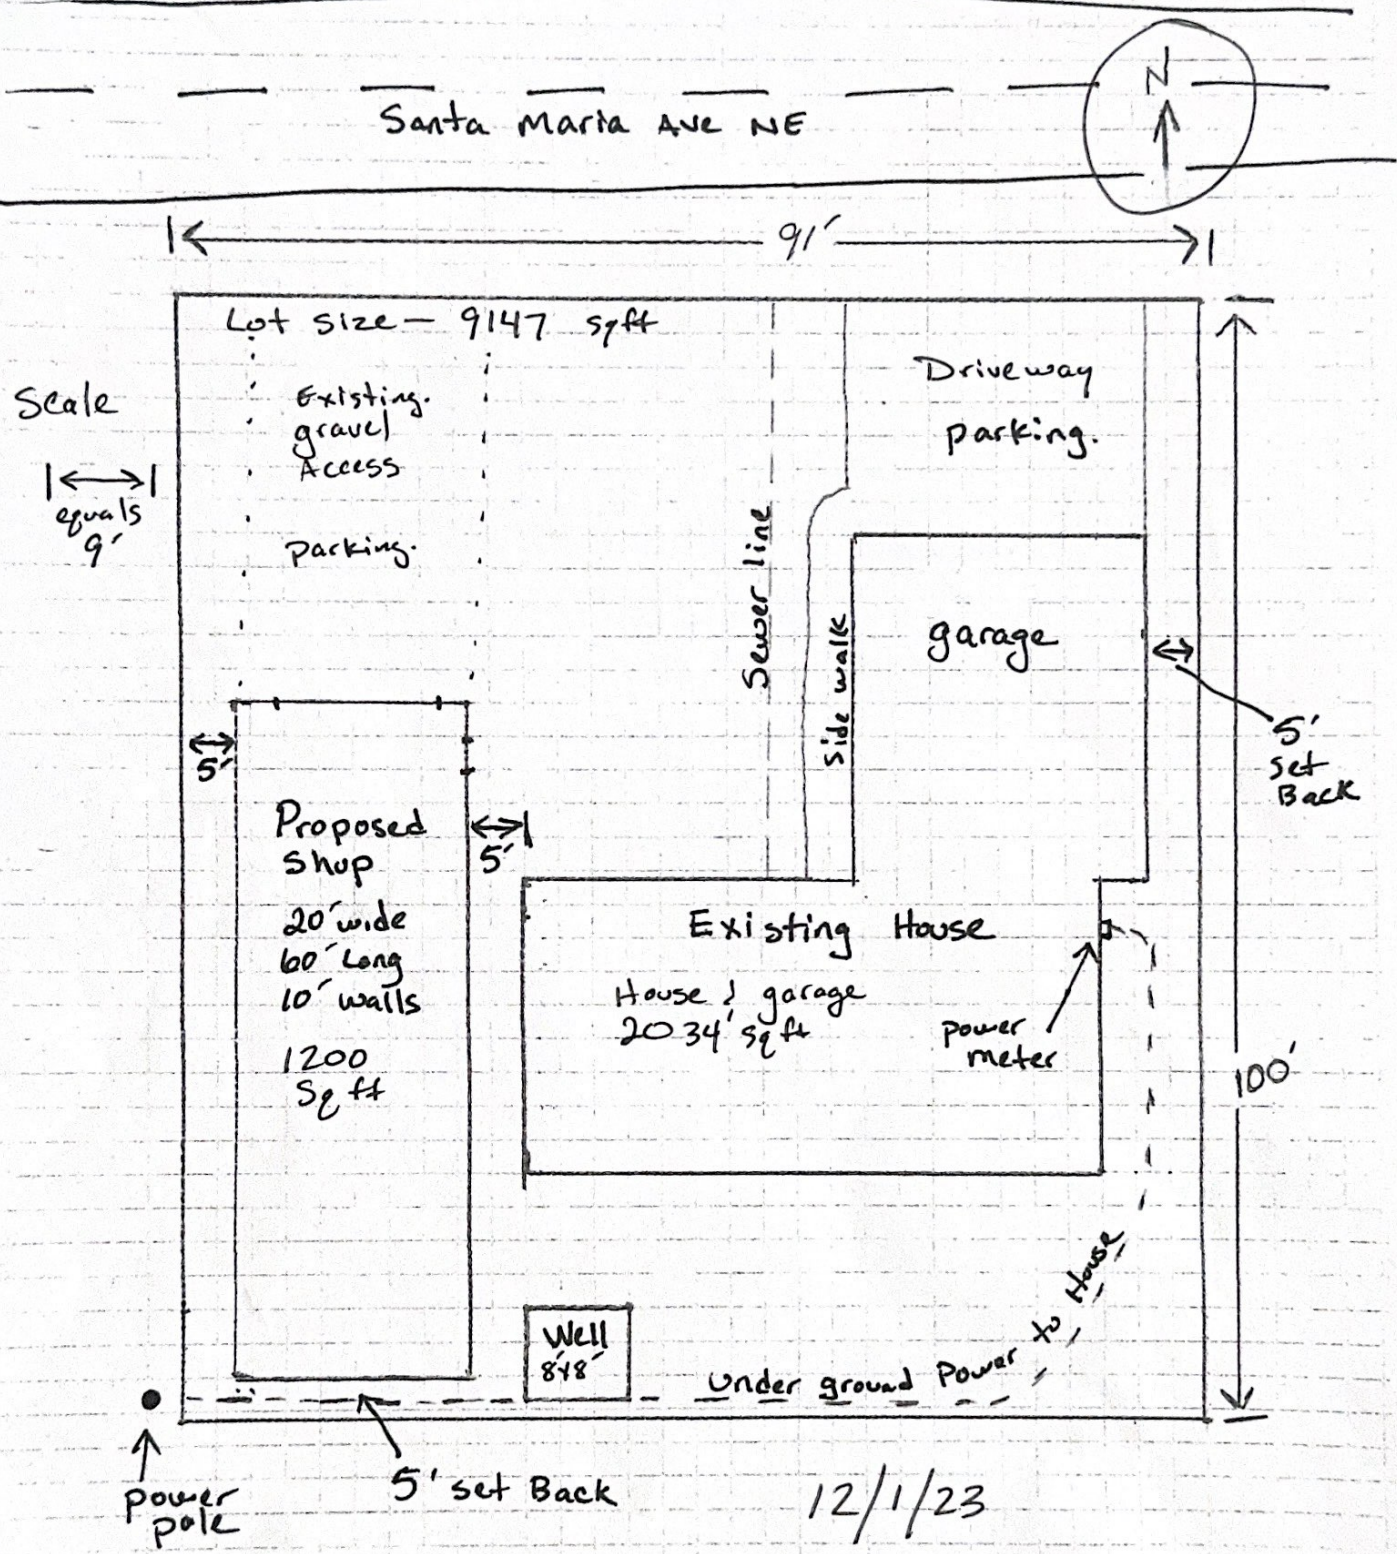 N
Santa Maria Ave NE
91'
Lot Size — 9147 sqft
Scale
equals
9'
Existing.
gravel
Access
parking.
Driveway
parking.
Sewer line
Side walk
garage
5'
Set
Back
5'
5'
Proposed
Shop
20' wide
60' Long
10' walls
1200
Sq ft
Existing House
House & garage
2034' sqft
power
meter
100'
Well
8'x8'
Under ground Power to House
5' set Back
power
pole
12/1/23